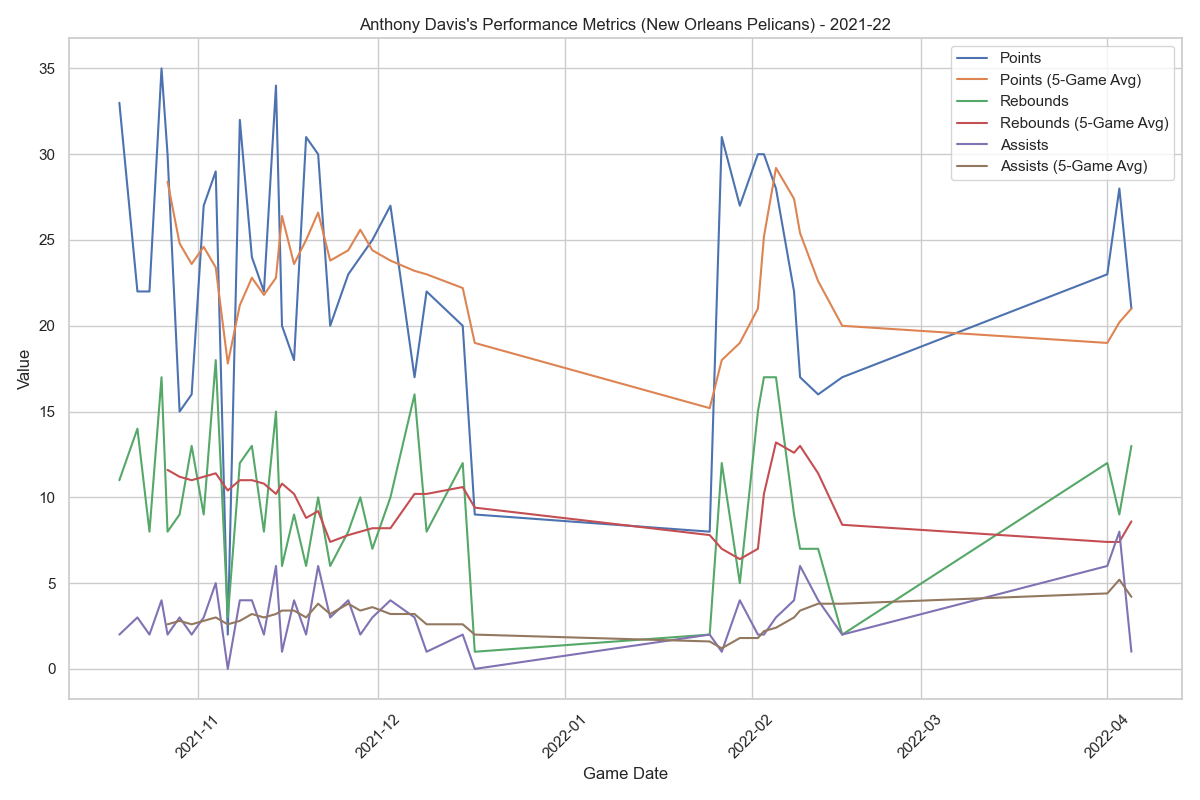 Anthony Davis's Performance Metrics (New Orleans Pelicans) - 2021-22
Points
Points (5-Game Avg)
Rebounds
Rebounds (5-Game Avg)
Assists
Assists (5-Game Avg)
35
30
25
20
15
10
5
0
Value
2021-11
2021-12
2022-01
2022-02
2022-03
2022-04
Game Date